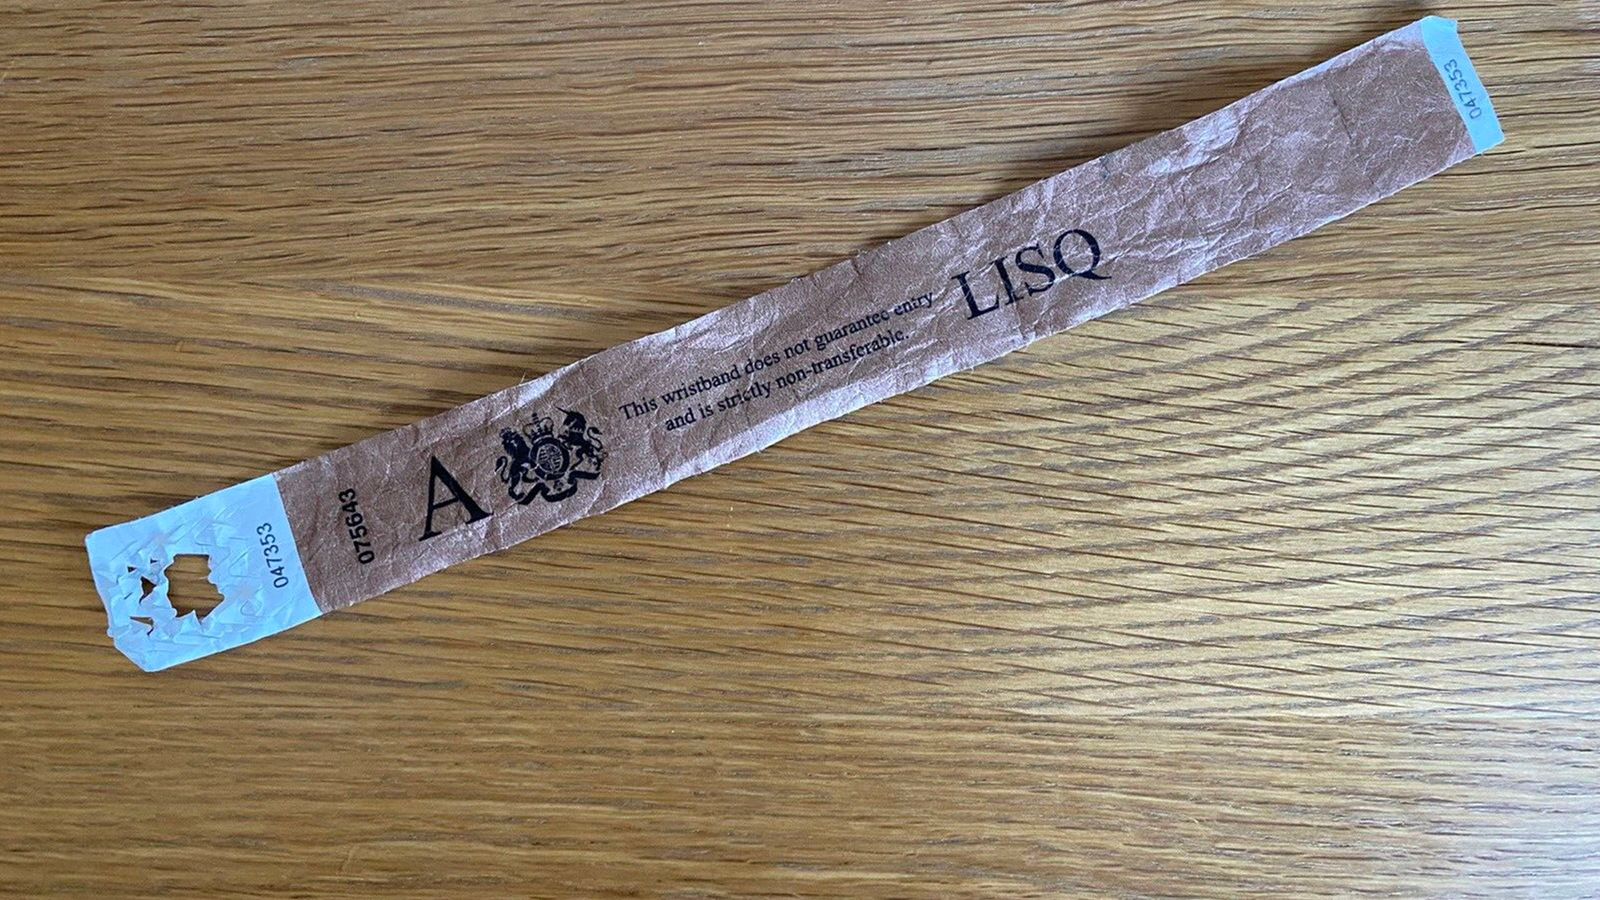 047353
075643
A
This wristband does not guarantee entry
and is strictly non-transferable.
LISQ
047353